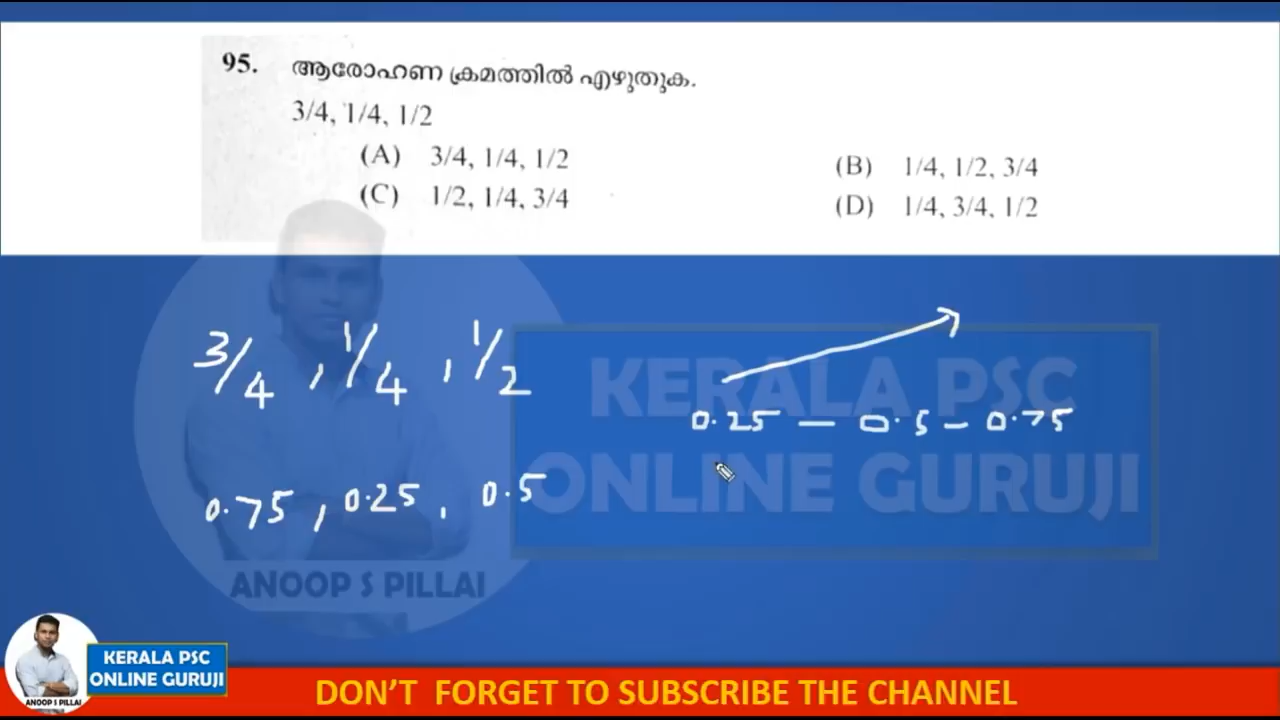 95. ആരോഹണ ക്രമത്തിൽ എഴുതുക.
3/4, 1/4, 1/2
(A) 3/4, 1/4, 1/2 (B) 1/4, 1/2, 3/4
(C) 1/2, 1/4, 3/4 (D) 1/4, 3/4, 1/2
3/4, 1/4, 1/2
0.25 — 0.5 — 0.75
0.75, 0.25, 0.5
KERALA PSC
ONLINE GURUJI
ANOOP S PILLAI
KERALA PSC
ONLINE GURUJI
ANOOP S PILLAI
DON'T FORGET TO SUBSCRIBE THE CHANNEL